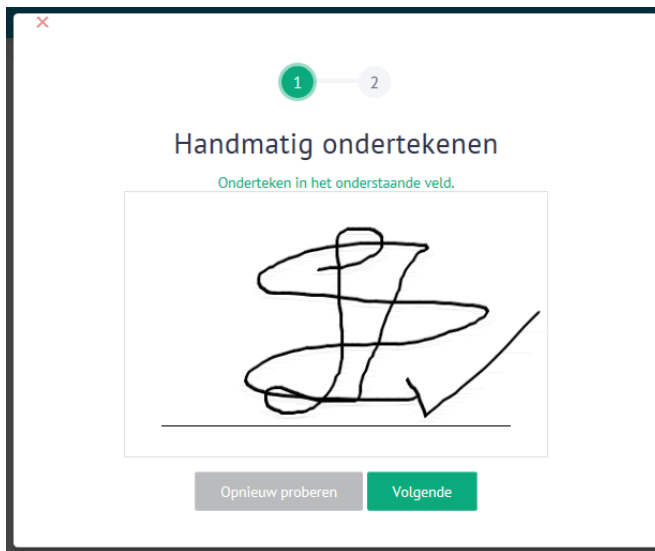 1 2
Handmatig ondertekenen
Onderteken in het onderstaande veld.
Opnieuw proberen Volgende